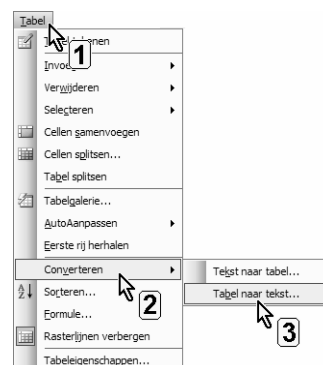 Tabel
1
Verwijderen
Selecteren
Cellen samenvoegen
Cellen splitsen...
Tabel splitsen
Tabelgalerie...
AutoAanpassen
Eerste rij herhalen
Converteren
Tekst naar tabel...
Sorteren...
2
Tabel naar tekst...
Formule...
3
Rasterlijnen verbergen
Tabeleigenschappen...